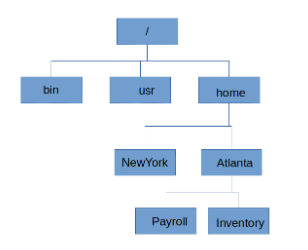 /
bin usr home
NewYork Atlanta
Payroll Inventory